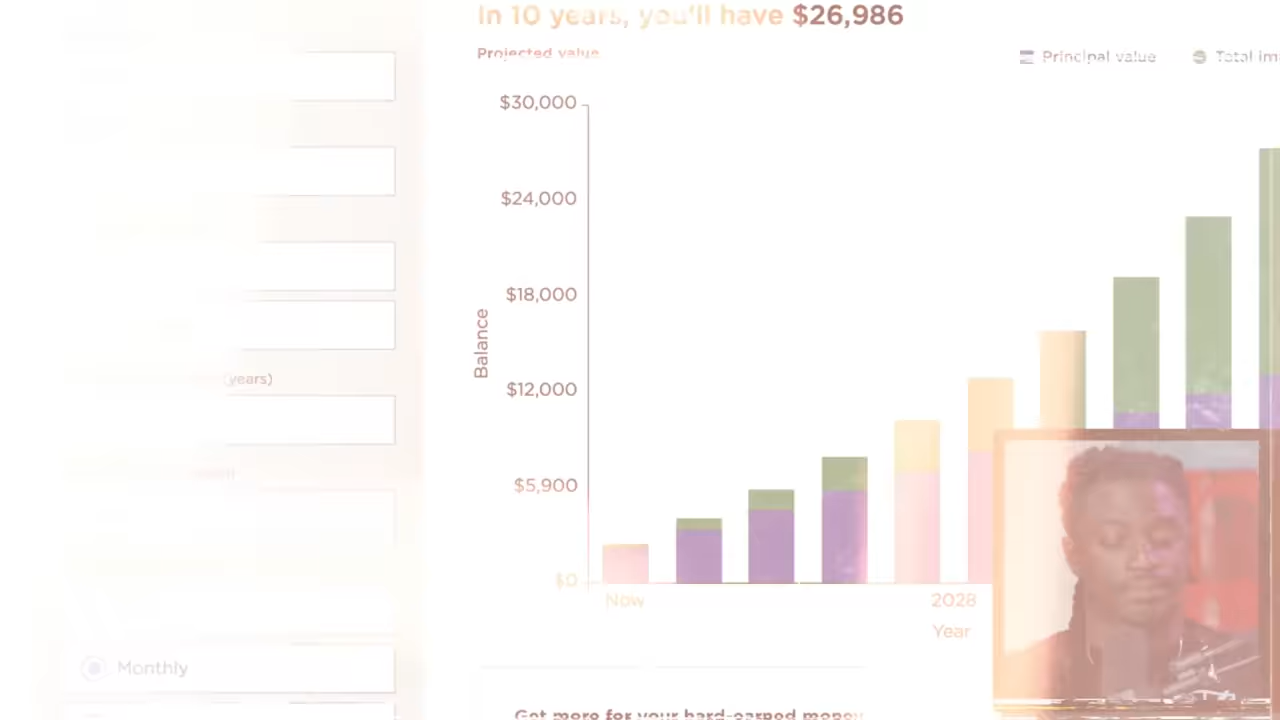 In 10 years, you'll have $26,986
Projected value
Principal value
Total
$30,000
$24,000
$18,000
$12,000
$5,900
$0
Balance
Now
2028
Year
(years)
Monthly
Get more for your hard-earned money